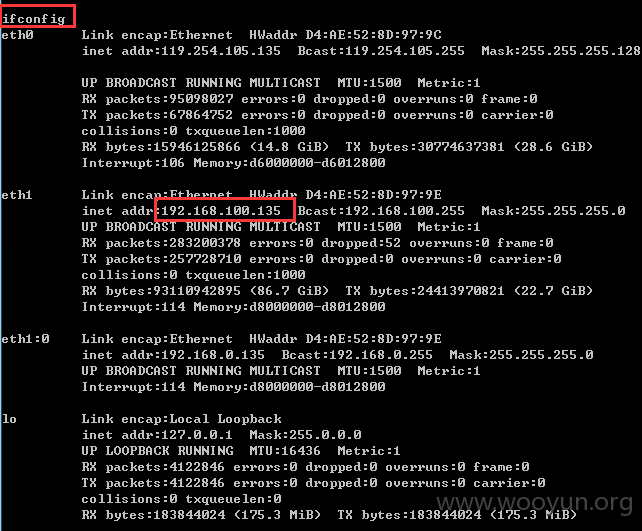 ifconfig
eth0 Link encap:Ethernet HWaddr D4:AE:52:8D:97:9C
inet addr:119.254.105.135 Bcast:119.254.105.255 Mask:255.255.255.128
UP BROADCAST RUNNING MULTICAST MTU:1500 Metric:1
RX packets:95098027 errors:0 dropped:0 overruns:0 frame:0
TX packets:67864752 errors:0 dropped:0 overruns:0 carrier:0
collisions:0 txqueuelen:1000
RX bytes:15946125866 (14.8 GiB) TX bytes:30774637381 (28.6 GiB)
Interrupt:106 Memory:d6000000-d6012800
eth1 Link encap:Ethernet HWaddr D4:AE:52:8D:97:9E
inet addr:192.168.100.135 Bcast:192.168.100.255 Mask:255.255.255.0
UP BROADCAST RUNNING MULTICAST MTU:1500 Metric:1
RX packets:283200378 errors:0 dropped:52 overruns:0 frame:0
TX packets:257728710 errors:0 dropped:0 overruns:0 carrier:0
collisions:0 txqueuelen:1000
RX bytes:93110942895 (86.7 GiB) TX bytes:24413970821 (22.7 GiB)
Interrupt:114 Memory:d8000000-d8012800
eth1:0 Link encap:Ethernet HWaddr D4:AE:52:8D:97:9E
inet addr:192.168.0.135 Bcast:192.168.0.255 Mask:255.255.255.0
UP BROADCAST RUNNING MULTICAST MTU:1500 Metric:1
Interrupt:114 Memory:d8000000-d8012800
lo Link encap:Local Loopback
inet addr:127.0.0.1 Mask:255.0.0.0
UP LOOPBACK RUNNING MTU:16436 Metric:1
RX packets:4122846 errors:0 dropped:0 overruns:0 frame:0
TX packets:4122846 errors:0 dropped:0 overruns:0 carrier:0
collisions:0 txqueuelen:0
RX bytes:183844024 (175.3 MiB) TX bytes:183844024 (175.3 MiB)
www.wooyun.org